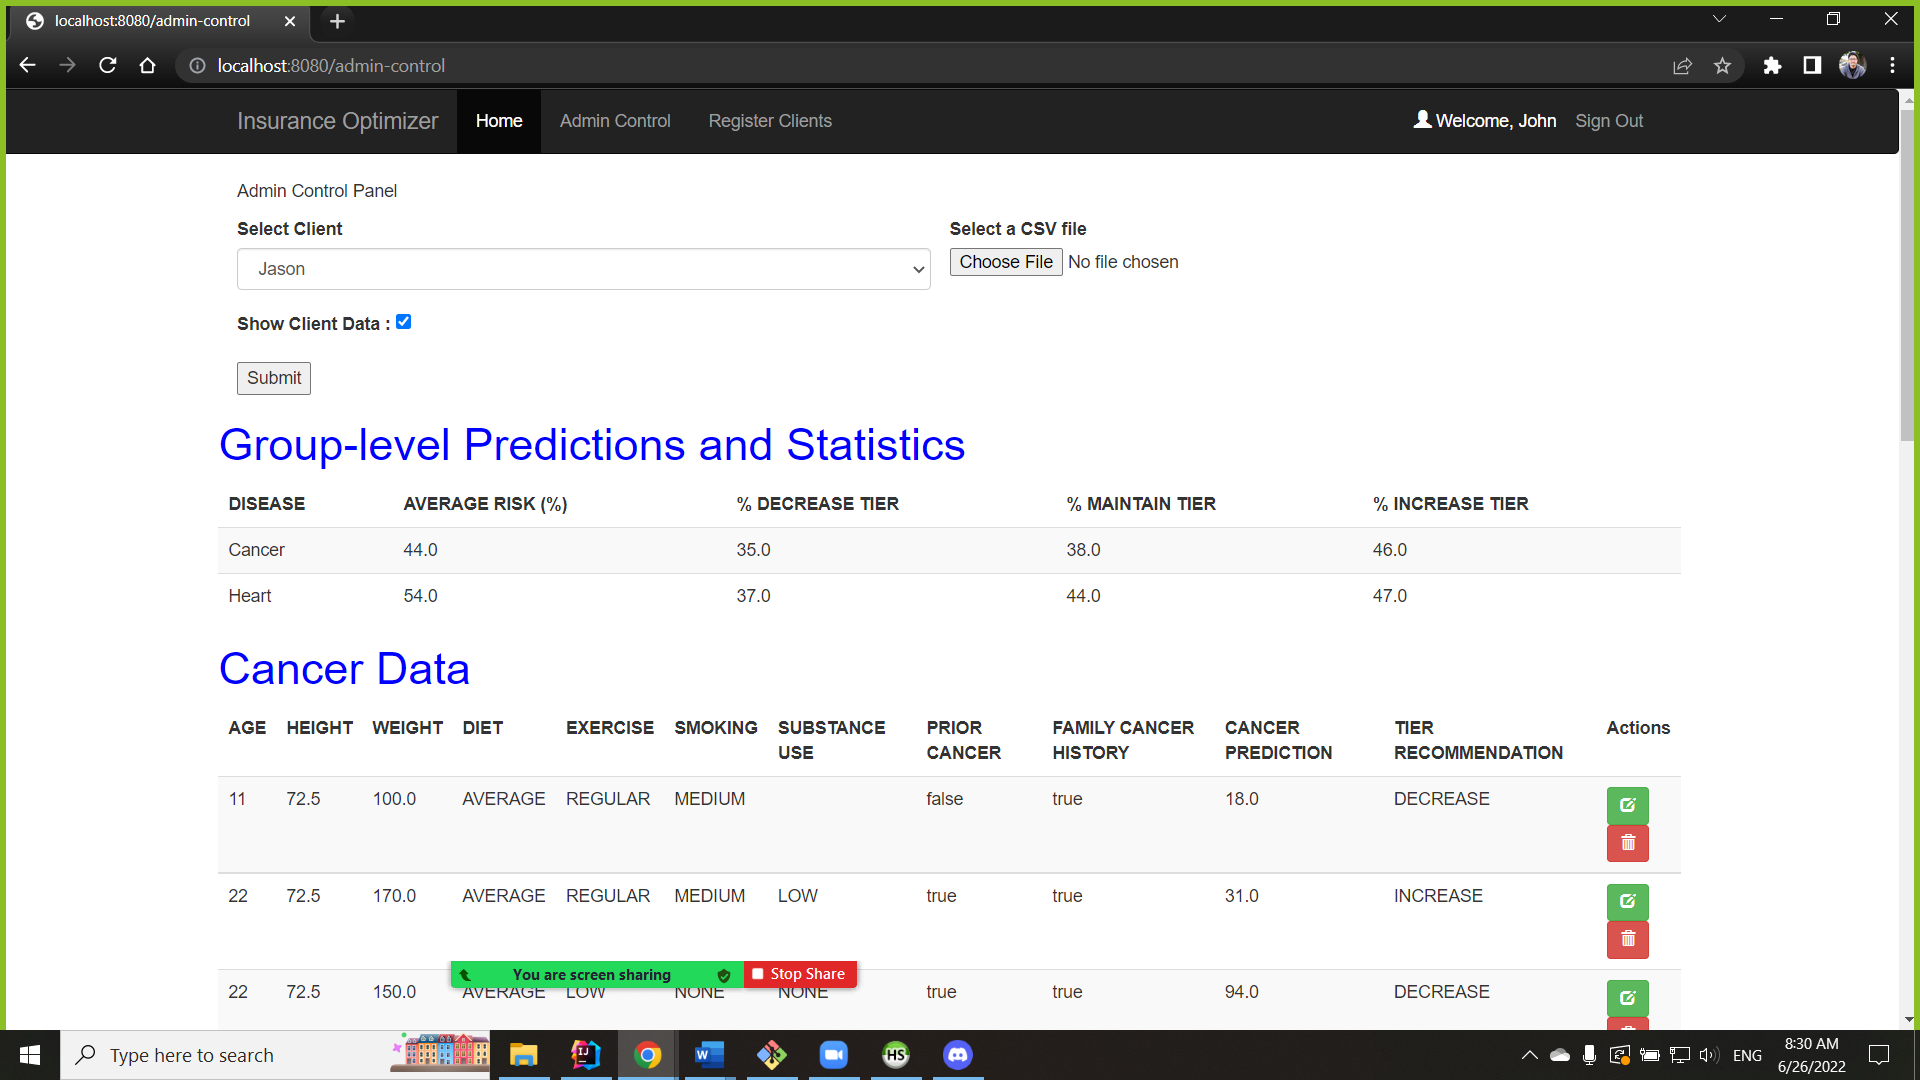 localhost:8080/admin-control
localhost:8080/admin-control
Insurance Optimizer Home Admin Control Register Clients Welcome, John Sign Out
Admin Control Panel
Select Client Select a CSV file
Jason Choose File No file chosen
Show Client Data :
Submit
Group-level Predictions and Statistics
DISEASE AVERAGE RISK (%) % DECREASE TIER % MAINTAIN TIER % INCREASE TIER
Cancer 44.0 35.0 38.0 46.0
Heart 54.0 37.0 44.0 47.0
Cancer Data
AGE HEIGHT WEIGHT DIET EXERCISE SMOKING SUBSTANCE USE PRIOR CANCER FAMILY CANCER HISTORY CANCER PREDICTION TIER RECOMMENDATION Actions
11 72.5 100.0 AVERAGE REGULAR MEDIUM false true 18.0 DECREASE
22 72.5 170.0 AVERAGE REGULAR MEDIUM LOW true true 31.0 INCREASE
You are screen sharing Stop Share
22 72.5 150.0 AVERAGE LOW NONE NONE true true 94.0 DECREASE
Type here to search
IJ
W
HS
ENG
8:30 AM
6/26/2022